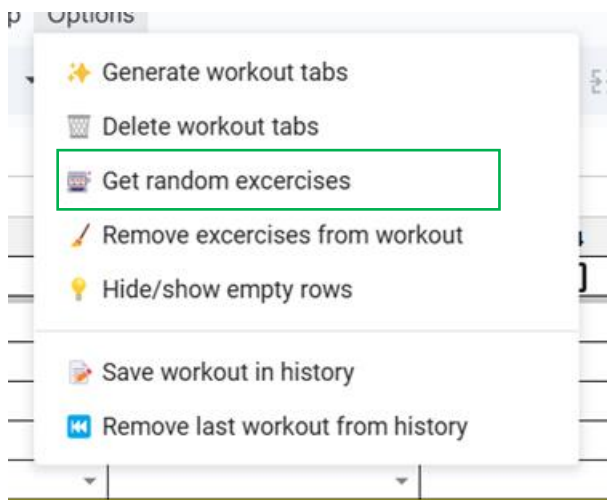 Options
Generate workout tabs
Delete workout tabs
Get random excercises
Remove excercises from workout
Hide/show empty rows
Save workout in history
Remove last workout from history